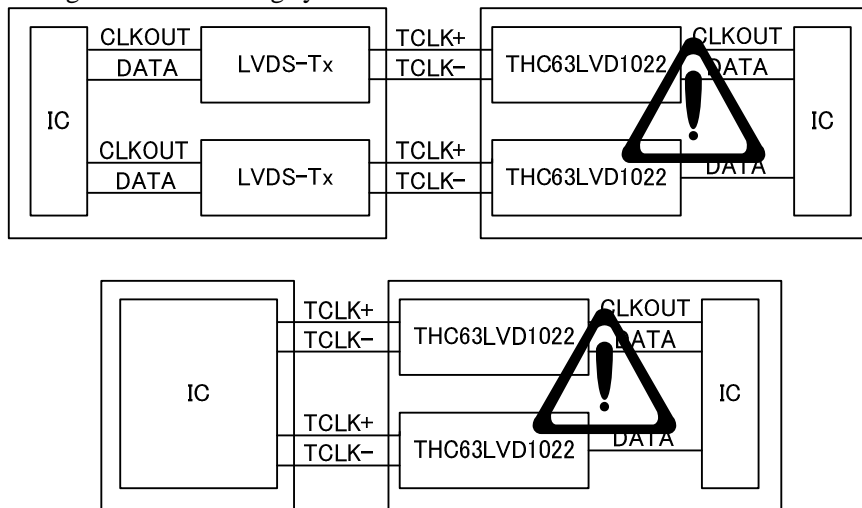 CLKOUT TCLK+ CLKOUT
LVDS-Tx THC63LVD1022
DATA TCLK- DATA
IC IC
CLKOUT TCLK+
LVDS-Tx THC63LVD1022
DATA TCLK- DATA
TCLK+ CLKOUT
THC63LVD1022
TCLK- DATA
IC IC
TCLK+
THC63LVD1022
TCLK- DATA